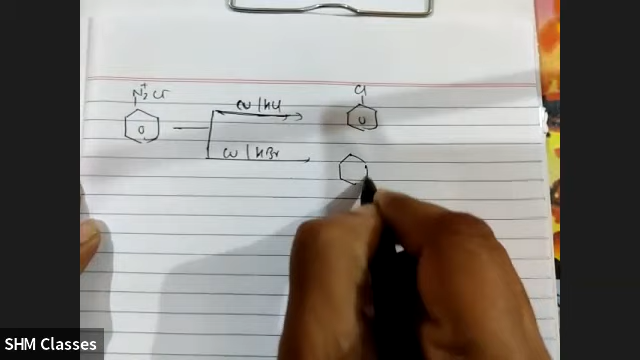 N₂⁺Cl⁻
Cu | HCl
Cl
Cu | HBr
SHM Classes